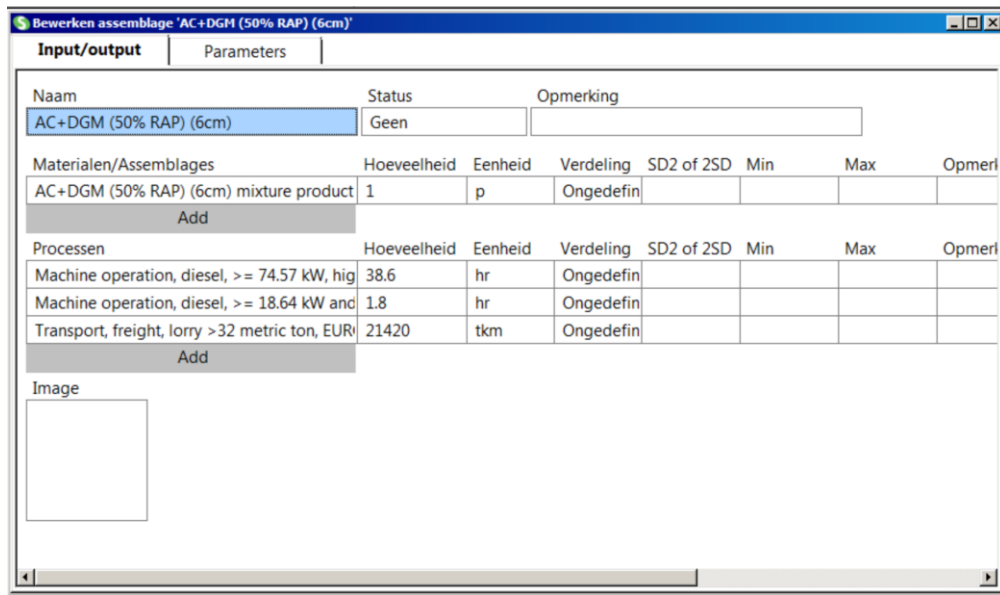 Bewerken assemblage 'AC+DGM (50% RAP) (6cm)'
Input/output Parameters
Naam Status Opmerking
AC+DGM (50% RAP) (6cm) Geen
Materialen/Assemblages Hoeveelheid Eenheid Verdeling SD2 of 2SD Min Max Opmerk
AC+DGM (50% RAP) (6cm) mixture product 1 p Ongedefin
Add
Processen Hoeveelheid Eenheid Verdeling SD2 of 2SD Min Max Opmerk
Machine operation, diesel, >= 74.57 kW, hig 38.6 hr Ongedefin
Machine operation, diesel, >= 18.64 kW and 1.8 hr Ongedefin
Transport, freight, lorry >32 metric ton, EUR 21420 tkm Ongedefin
Add
Image